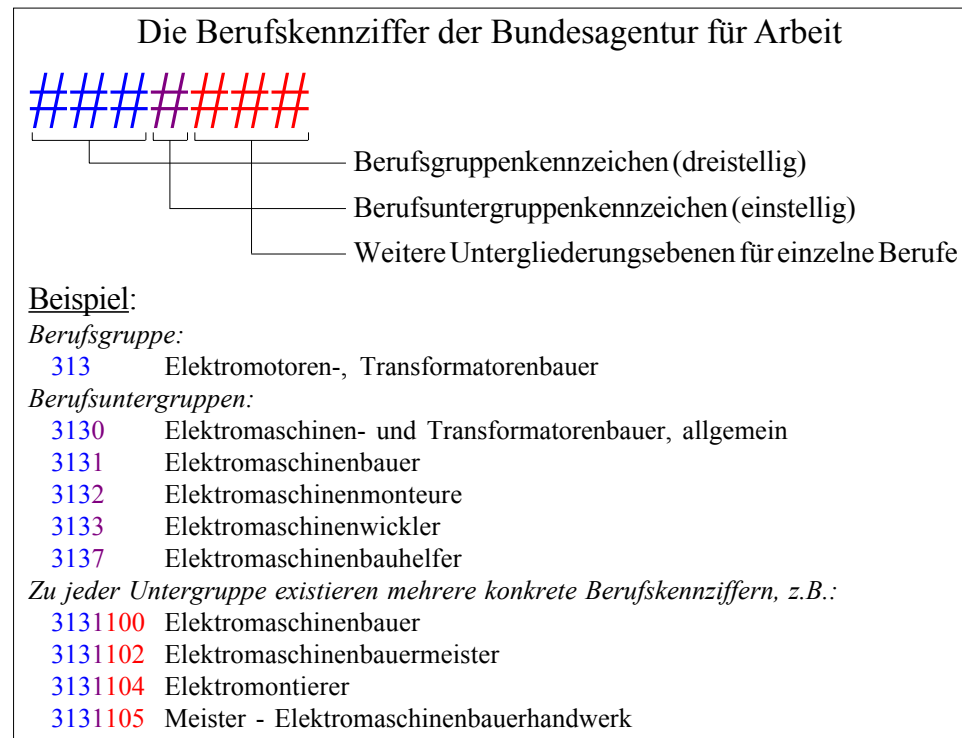 Die Berufskennziffer der Bundesagentur für Arbeit
#######
Berufsgruppenkennzeichen (dreistellig)
Berufsuntergruppenkennzeichen (einstellig)
Weitere Untergliederungsebenen für einzelne Berufe
Beispiel:
Berufsgruppe:
313 Elektromotoren-, Transformatorenbauer
Berufsuntergruppen:
3130 Elektromaschinen- und Transformatorenbauer, allgemein
3131 Elektromaschinenbauer
3132 Elektromaschinenmonteure
3133 Elektromaschinenwickler
3137 Elektromaschinenbauhelfer
Zu jeder Untergruppe existieren mehrere konkrete Berufskennziffern, z.B.:
3131100 Elektromaschinenbauer
3131102 Elektromaschinenbauermeister
3131104 Elektromontierer
3131105 Meister - Elektromaschinenbauerhandwerk